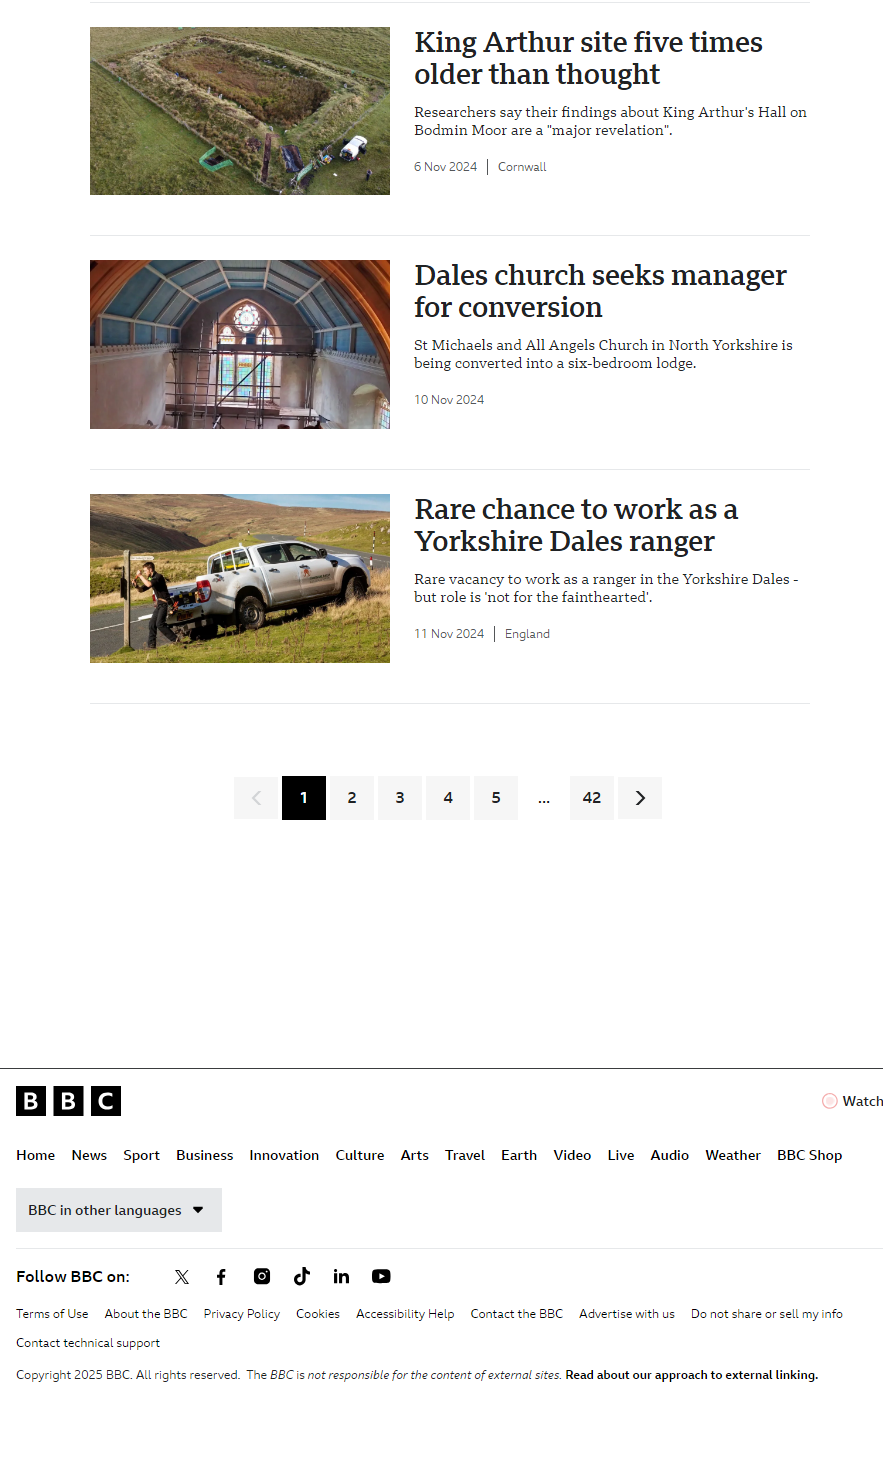 King Arthur site five times
older than thought
Researchers say their findings about King Arthur's Hall on
Bodmin Moor are a "major revelation".
6 Nov 2024 | Cornwall
Dales church seeks manager
for conversion
St Michaels and All Angels Church in North Yorkshire is
being converted into a six-bedroom lodge.
10 Nov 2024
Rare chance to work as a
Yorkshire Dales ranger
Rare vacancy to work as a ranger in the Yorkshire Dales -
but role is 'not for the fainthearted'.
11 Nov 2024 | England
1 2 3 4 5 ... 42
BBC
Watch
Home News Sport Business Innovation Culture Arts Travel Earth Video Live Audio Weather BBC Shop
BBC in other languages
Follow BBC on:
Terms of Use About the BBC Privacy Policy Cookies Accessibility Help Contact the BBC Advertise with us Do not share or sell my info
Contact technical support
Copyright 2025 BBC. All rights reserved. The BBC is not responsible for the content of external sites. Read about our approach to external linking.